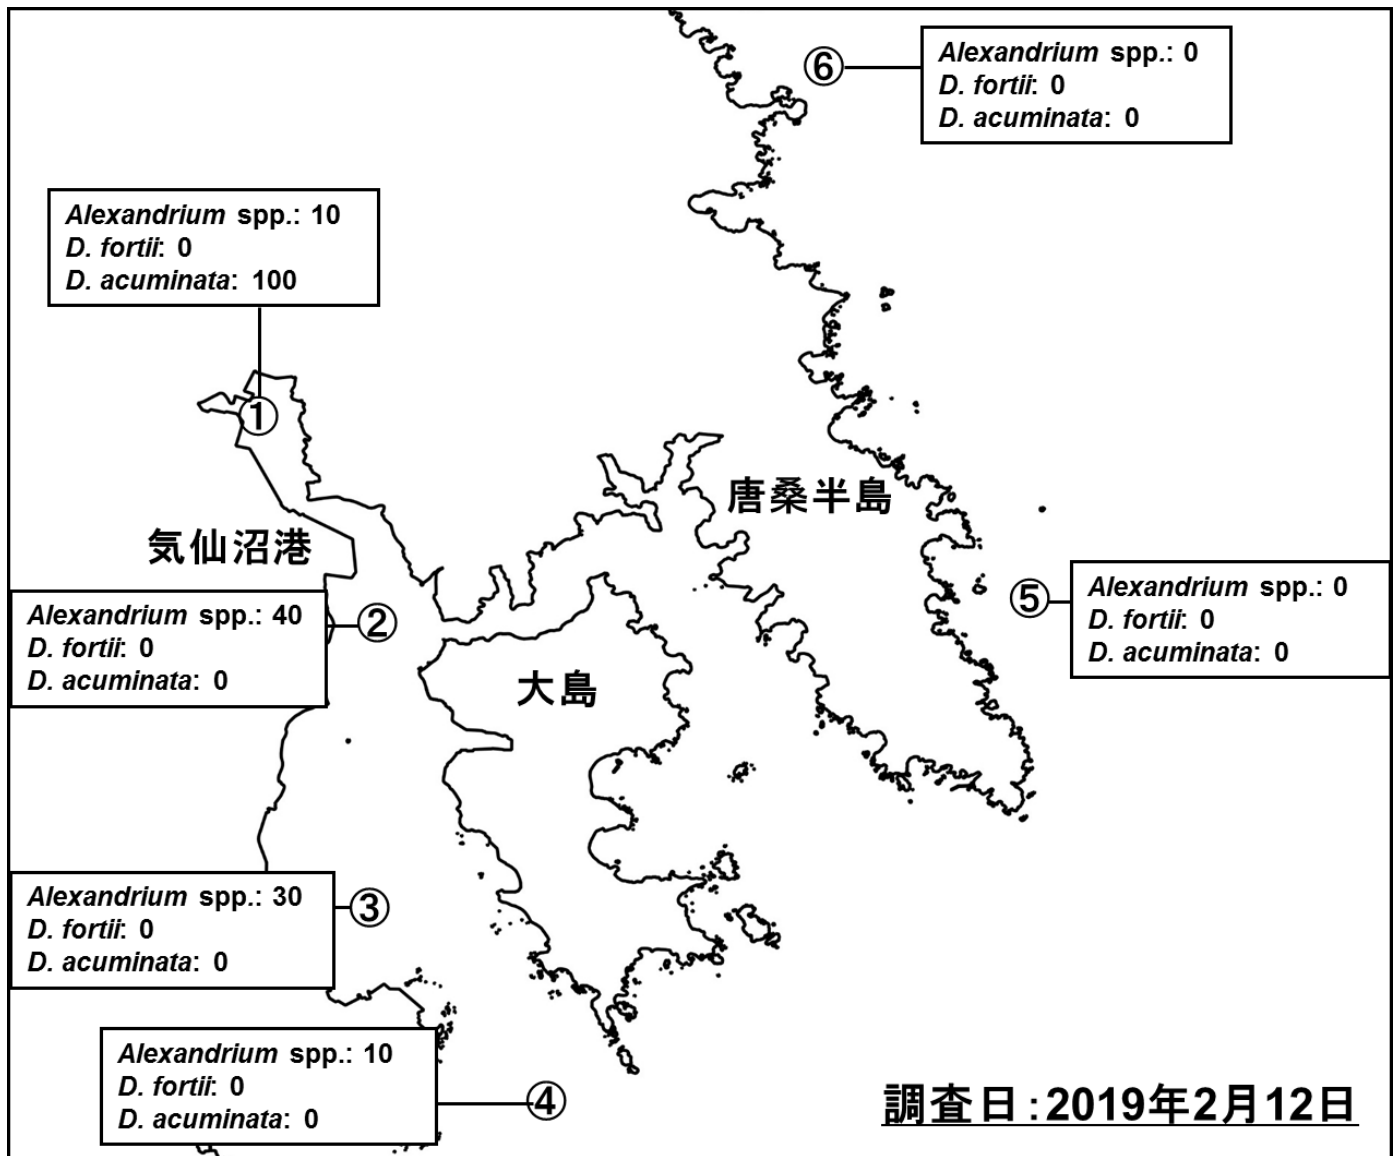 ⑥
Alexandrium spp.: 0
D. fortii: 0
D. acuminata: 0
Alexandrium spp.: 10
D. fortii: 0
D. acuminata: 100
①
唐桑半島
気仙沼港
⑤
Alexandrium spp.: 0
D. fortii: 0
D. acuminata: 0
Alexandrium spp.: 40
D. fortii: 0
D. acuminata: 0
②
大島
Alexandrium spp.: 30
D. fortii: 0
D. acuminata: 0
③
Alexandrium spp.: 10
D. fortii: 0
D. acuminata: 0
④
調査日:2019年2月12日